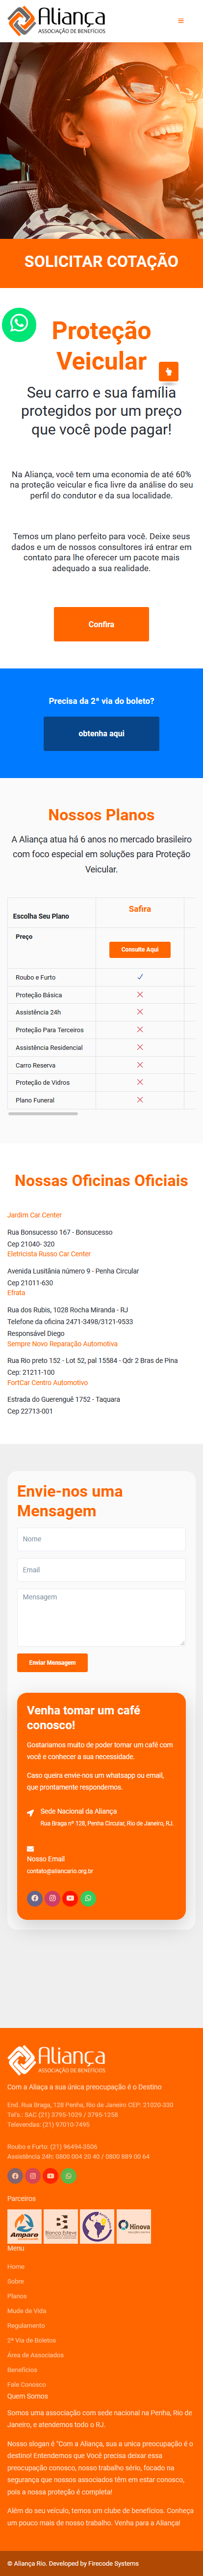 Aliança
ASSOCIAÇÃO DE BENEFÍCIOS
SOLICITAR COTAÇÃO
Proteção
Veicular
Seu carro e sua família
protegidos por um preço
que você pode pagar!
Na Aliança, você tem uma economia de até 60%
na proteção veicular e fica livre da análise do seu
perfil do condutor e da sua localidade.
Temos um plano perfeito para você. Deixe seus
dados e um de nossos consultores irá entrar em
contato para lhe oferecer um pacote mais
adequado a sua realidade.
Confira
Precisa da 2ª via do boleto?
obtenha aqui
Nossos Planos
A Aliança atua há 9 anos no mercado brasileiro
com foco especial em soluções para Proteção
Veicular.
Escolha Seu Plano
Safira
Preço
Consulte Aqui
Roubo e Furto
Proteção Básica
Assistência 24h
Proteção Para Terceiros
Assistência Residencial
Carro Reserva
Proteção de Vidros
Plano Funeral
Nossas Oficinas Oficiais
Jardim Car Center
Rua Bonsucesso 167 - Bonsucesso
Cep 21040- 320
Eletricista Russo Car Center
Avenida Lusitânia número 9 - Penha Circular
Cep 21011-630
Efrata
Rua dos Rubis, 1028 Rocha Miranda - RJ
Telefone da oficina 2471-3498/3121-9533
Responsável Diego
Sempre Novo Reparação Automotiva
Rua Rio preto 152 - Lot 52, pal 15584 - Qdr 2 Bras de Pina
Cep: 21211-100
FortCar Centro Automotivo
Estrada do Guerenguê 1752 - Taquara
Cep 22713-001
Envie-nos uma
Mensagem
Nome
Email
Mensagem
Enviar Mensagem
Venha tomar um café
conosco!
Gostaríamos muito de poder tomar um café com
você e conhecer a sua necessidade.
Caso queira envie-nos um whatsapp ou email,
que prontamente respondemos.
Sede Nacional da Aliança
Rua Braga nº 128, Penha Circular, Rio de Janeiro, RJ.
Nosso Email
contato@aliancario.org.br
Aliança
ASSOCIAÇÃO DE BENEFÍCIOS
Com a Aliaça a sua única preocupação é o Destino
End. Rua Braga, 128 Penha, Rio de Janeiro CEP: 21020-330
Tel's.: SAC (21) 3795-1029 / 3795-1258
Televendas: (21) 97010-7495
Roubo e Furto: (21) 96494-3506
Assistência 24h: 0800 004 20 40 / 0800 889 00 64
Parceiros
Amparo
Bianco Esteve
Hinova
Menu
Home
Sobre
Planos
Mude de Vida
Regulamento
2ª Via de Boletos
Área de Associados
Benefícios
Fale Conosco
Quem Somos
Somos uma associação com sede nacional na Penha, Rio de
Janeiro, e atendemos todo o RJ.
Nosso slogan é "Com a Aliança, sua a unica preocupação é o
destino! Entendemos que Você precisa deixar essa
preocupação conosco, nosso trabalho sério, focado na
segurança que nossos associados têm em estar conosco,
pois a nossa proteção é completa!
Além do seu veículo, temos um clube de benefícios. Conheça
um pouco mais de nosso trabalho. Venha para a Aliança!
© Aliança Rio. Developed by Firecode Systems